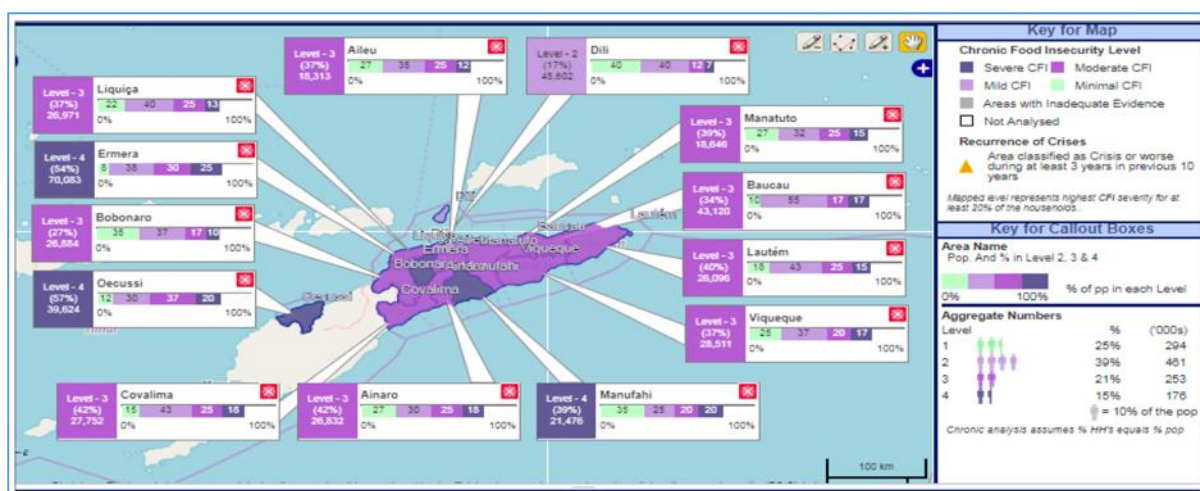 Level - 3
(37%)
18,313
Aileu
27 35 25 12
0% 100%
Level - 2
(17%)
48,602
Dili
40 40 12 7
0% 100%
Level - 3
(37%)
26,971
Liquiça
22 40 25 13
0% 100%
Level - 4
(54%)
70,083
Ermera
8 38 30 25
0% 100%
Level - 3
(27%)
26,884
Bobonaro
35 37 17 10
0% 100%
Level - 4
(57%)
39,624
Oecussi
12 30 37 20
0% 100%
Level - 3
(39%)
18,646
Manatuto
27 32 25 15
0% 100%
Level - 3
(34%)
43,120
Baucau
10 55 17 17
0% 100%
Level - 3
(40%)
26,096
Lautém
18 43 25 15
0% 100%
Level - 3
(37%)
28,511
Viqueque
25 37 20 17
0% 100%
Level - 3
(42%)
27,752
Covalima
15 43 25 18
0% 100%
Level - 3
(42%)
26,832
Ainaro
27 30 25 18
0% 100%
Level - 4
(39%)
21,476
Manufahi
35 25 20 20
0% 100%
Dili
Lautém
Baucau
Manatuto
Ermera
Viqueque
Bobonaro
Covalima
Oecussi
100 km
Key for Map
Chronic Food Insecurity Level
Severe CFI Moderate CFI
Mild CFI Minimal CFI
Areas with Inadequate Evidence
Not Analysed
Recurrence of Crises
Area classified as Crisis or worse
during at least 3 years in previous 10
years
Mapped level represents highest CFI severity for at
least 20% of the households.
Key for Callout Boxes
Area Name
Pop. And % in Level 2, 3 & 4
0% 100% % of pp in each Level
Aggregate Numbers
Level % ('000s)
1 25% 294
2 39% 461
3 21% 253
4 15% 176
= 10% of the pop
Chronic analysis assumes % HH's equals % pop